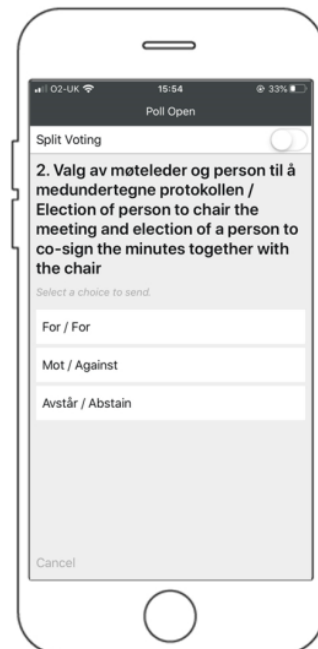 O2-UK 15:54 33%
Poll Open
Split Voting
2. Valg av møteleder og person til å
medundertegne protokollen /
Election of person to chair the
meeting and election of a person to
co-sign the minutes together with
the chair
Select a choice to send.
For / For
Mot / Against
Avstår / Abstain
Cancel